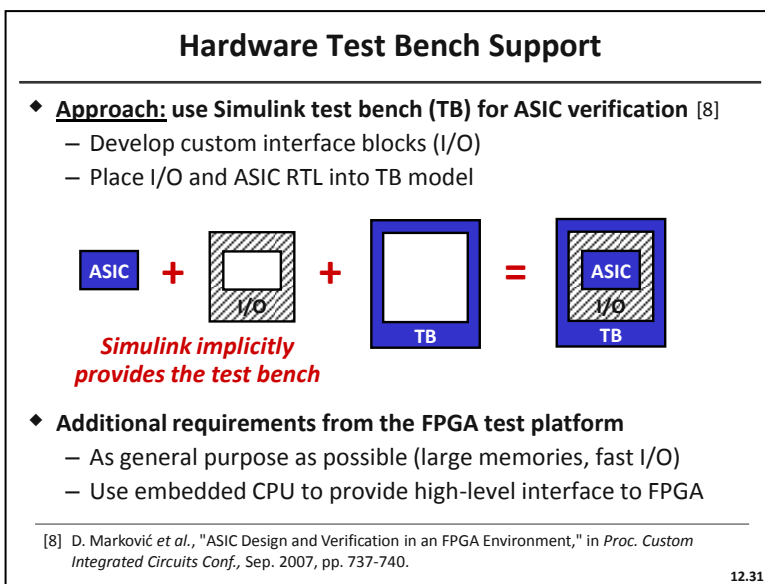 Hardware Test Bench Support
◆ Approach: use Simulink test bench (TB) for ASIC verification [8]
– Develop custom interface blocks (I/O)
– Place I/O and ASIC RTL into TB model
ASIC + I/O + TB = ASIC I/O TB
Simulink implicitly
provides the test bench
◆ Additional requirements from the FPGA test platform
– As general purpose as possible (large memories, fast I/O)
– Use embedded CPU to provide high-level interface to FPGA
[8] D. Marković et al., "ASIC Design and Verification in an FPGA Environment," in Proc. Custom
Integrated Circuits Conf., Sep. 2007, pp. 737-740.
12.31